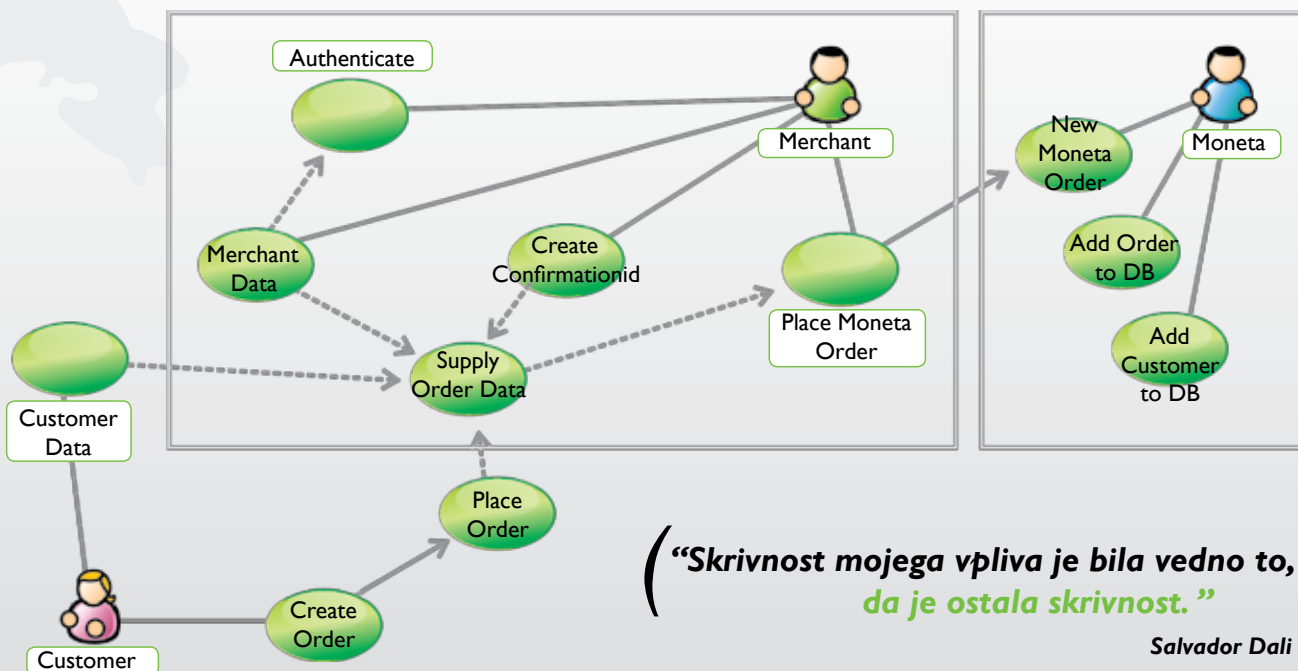 Authenticate
Merchant
New
Moneta
Order
Moneta
Merchant
Data
Create
Confirmationid
Add Order
to DB
Place Moneta
Order
Supply
Order Data
Add
Customer
to DB
Customer
Data
Place
Order
Create
Order
Customer
(“Skrivnost mojega vpliva je bila vedno to,
da je ostala skrivnost.”
Salvador Dali